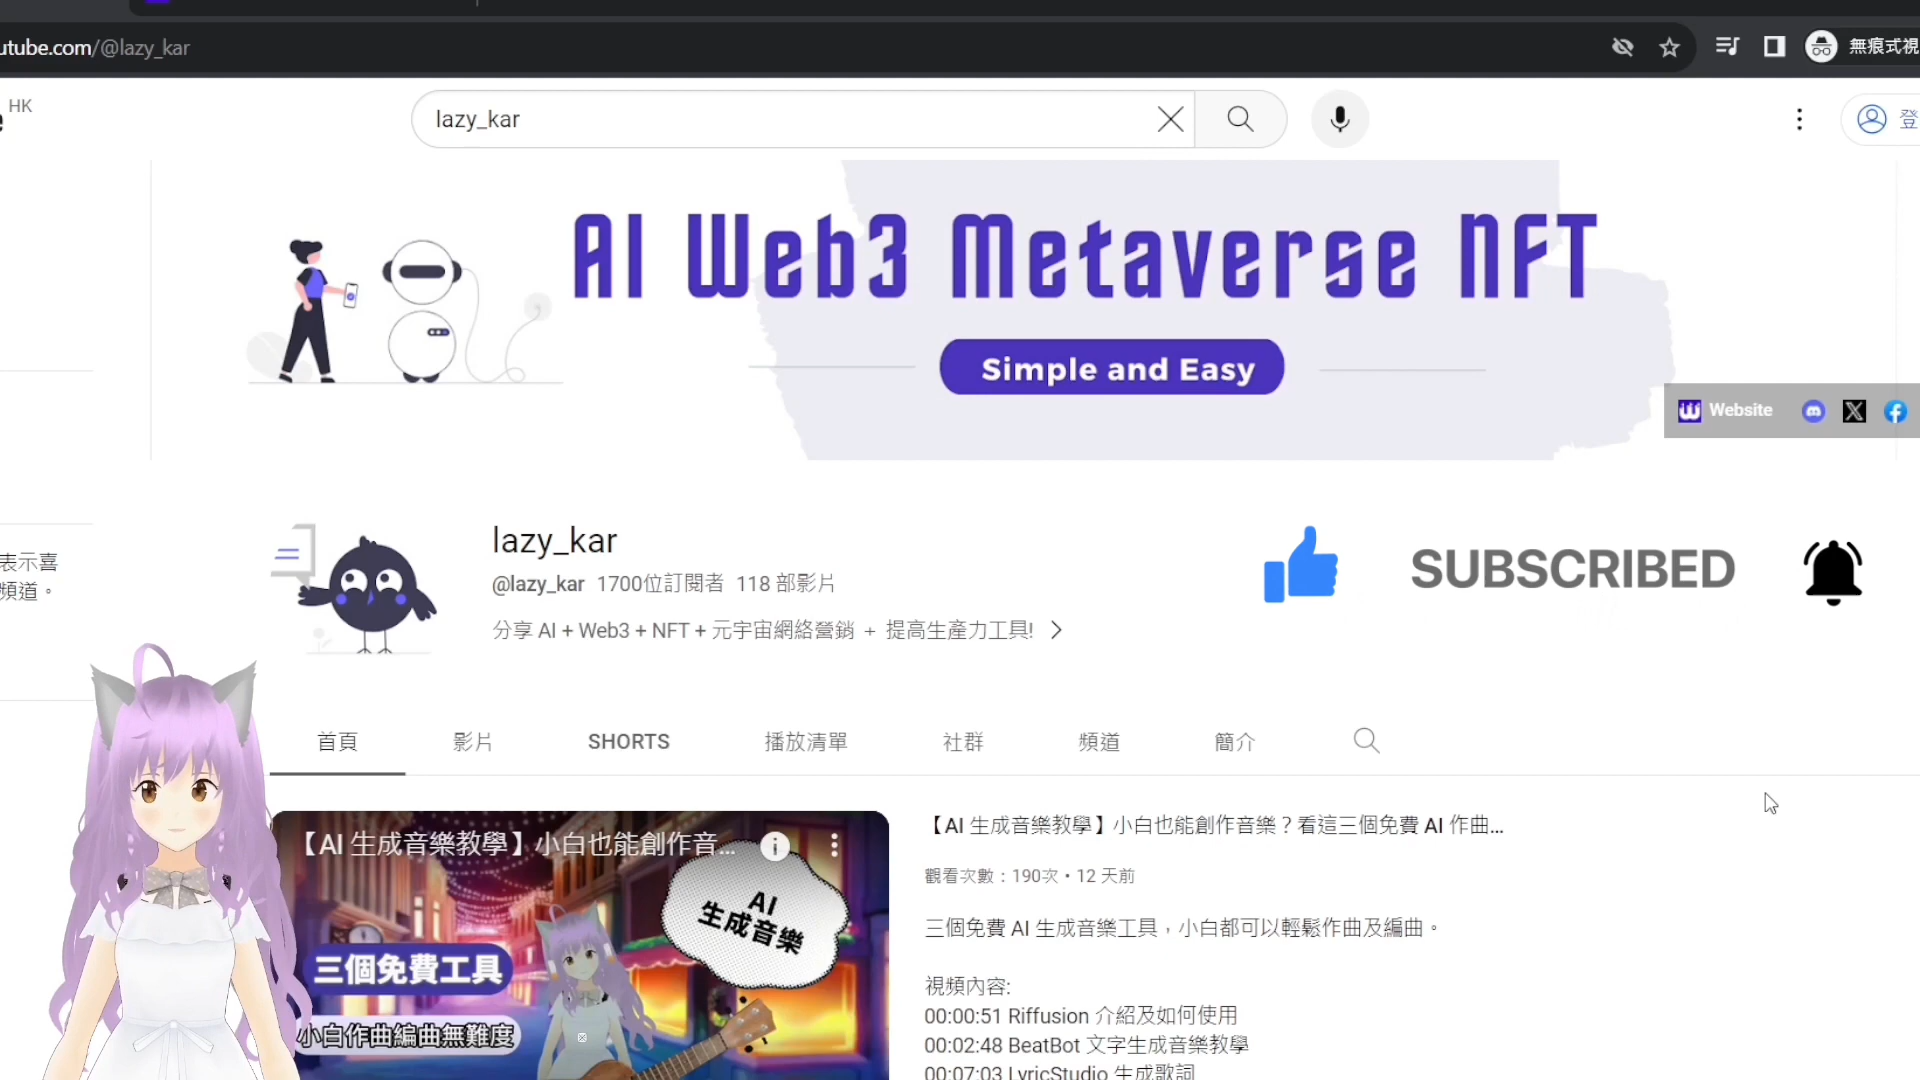 utube.com/@lazy_kar
無痕式視
HK
lazy_kar
登
AI Web3 Metaverse NFT
Simple and Easy
Website
lazy_kar
@lazy_kar 1700位訂閱者 118 部影片
分享 AI + Web3 + NFT + 元宇宙網絡營銷 + 提高生產力工具!
SUBSCRIBED
表示喜
頻道。
首頁 影片 SHORTS 播放清單 社群 頻道 簡介
【AI 生成音樂教學】小白也能創作音...
AI
生成音樂
三個免費工具
小白作曲編曲無難度
【AI 生成音樂教學】小白也能創作音樂？看這三個免費 AI 作曲...
觀看次數：190次 • 12 天前
三個免費 AI 生成音樂工具，小白都可以輕鬆作曲及編曲。
視頻內容:
00:00:51 Riffusion 介紹及如何使用
00:02:48 BeatBot 文字生成音樂教學
00:07:03 LyricStudio 生成歌詞